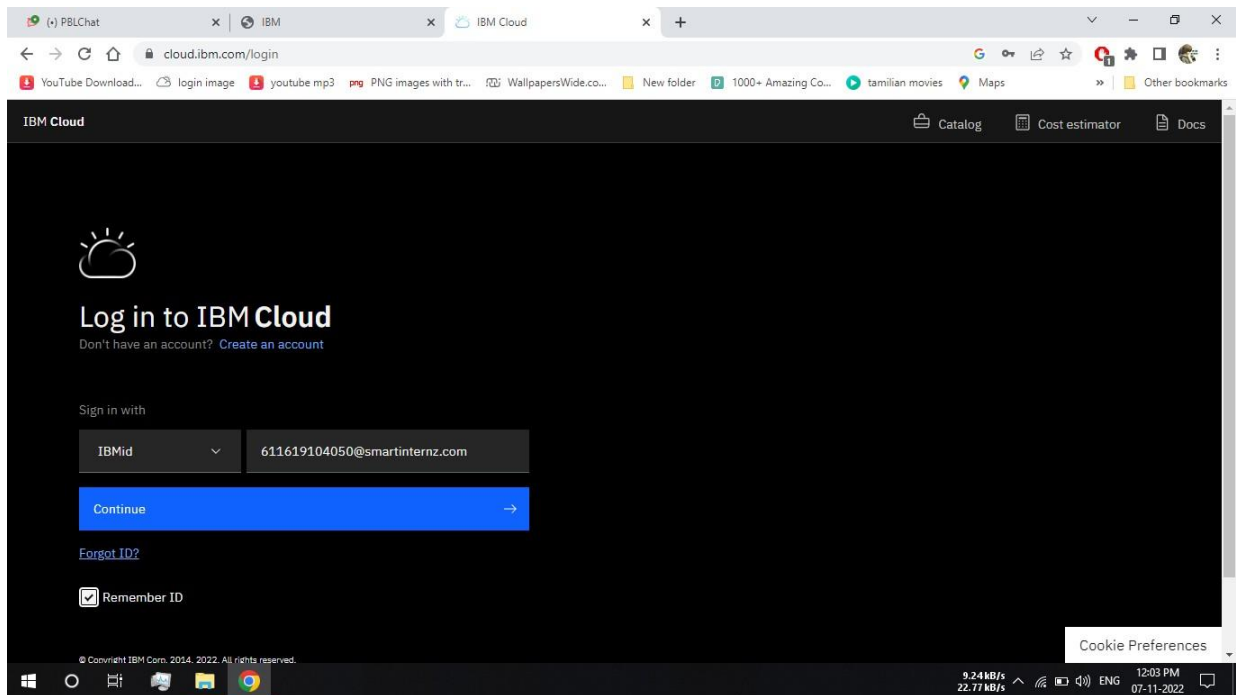 (•) PBLChat
IBM
IBM Cloud
cloud.ibm.com/login
YouTube Download... login image youtube mp3 png PNG images with tr... WallpapersWide.co... New folder 1000+ Amazing Co... tamilian movies Maps » Other bookmarks
IBM Cloud Catalog Cost estimator Docs
Log in to IBM Cloud
Don't have an account? Create an account
Sign in with
IBMid 611619104050@smartinternz.com
Continue
Forgot ID?
Remember ID
Cookie Preferences
© Copyright IBM Corp. 2014, 2022. All rights reserved.
9.24 kB/s
22.77 kB/s
ENG
12:03 PM
07-11-2022